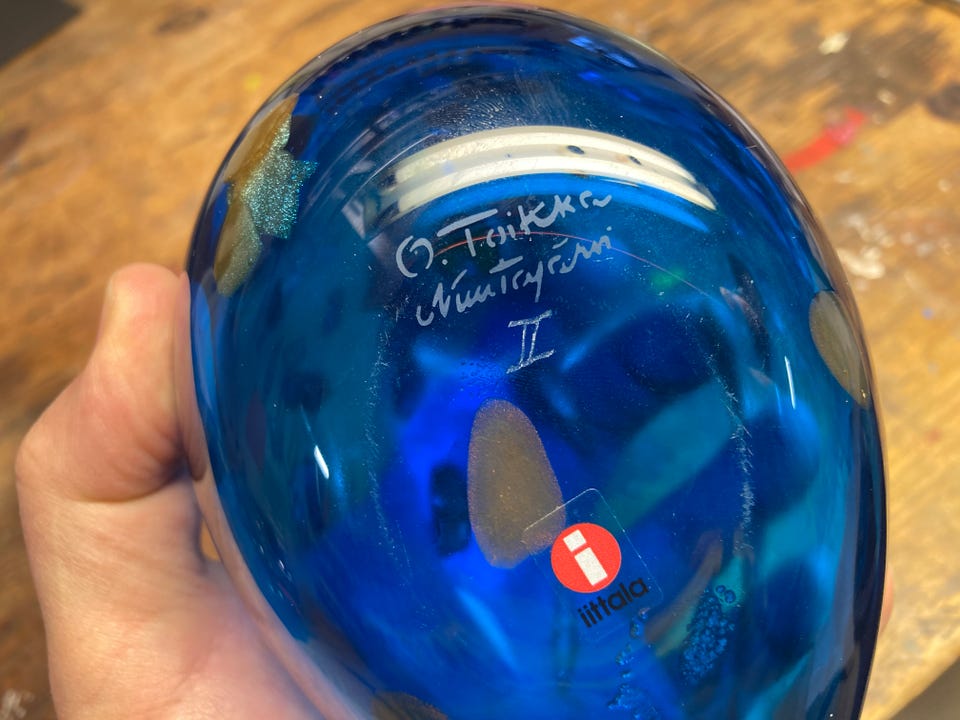 O. Toikka
Nuutajärvi
II
i
iittala